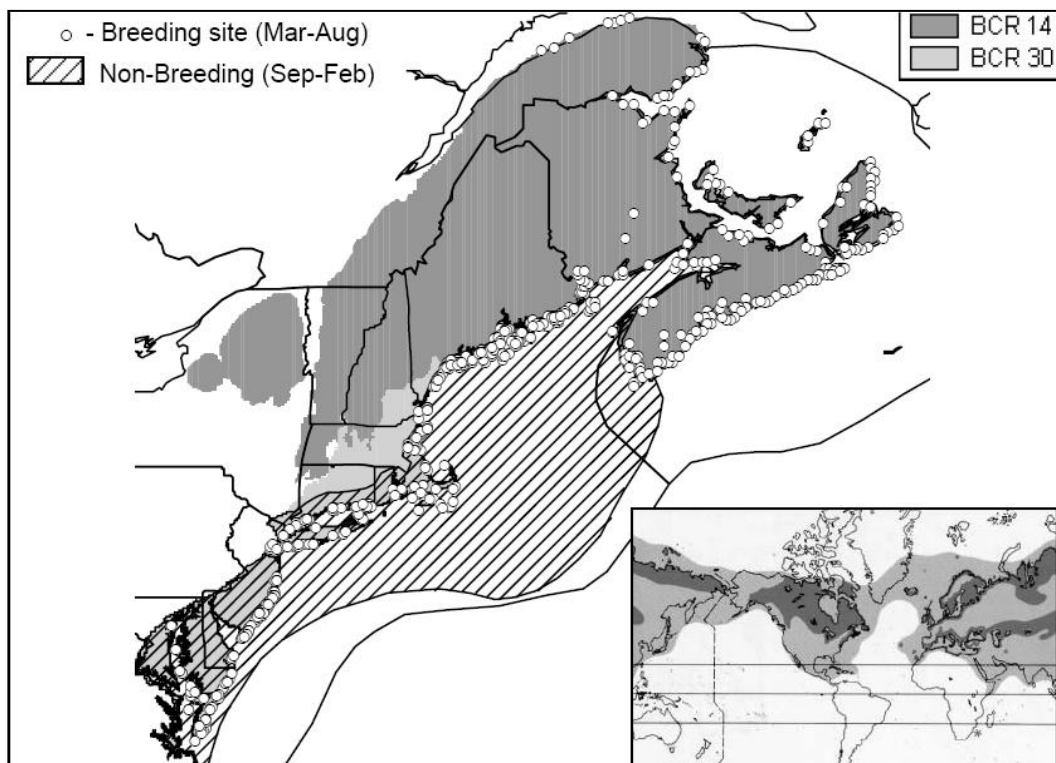 - Breeding site (Mar-Aug)
Non-Breeding (Sep-Feb)
BCR 14
BCR 30